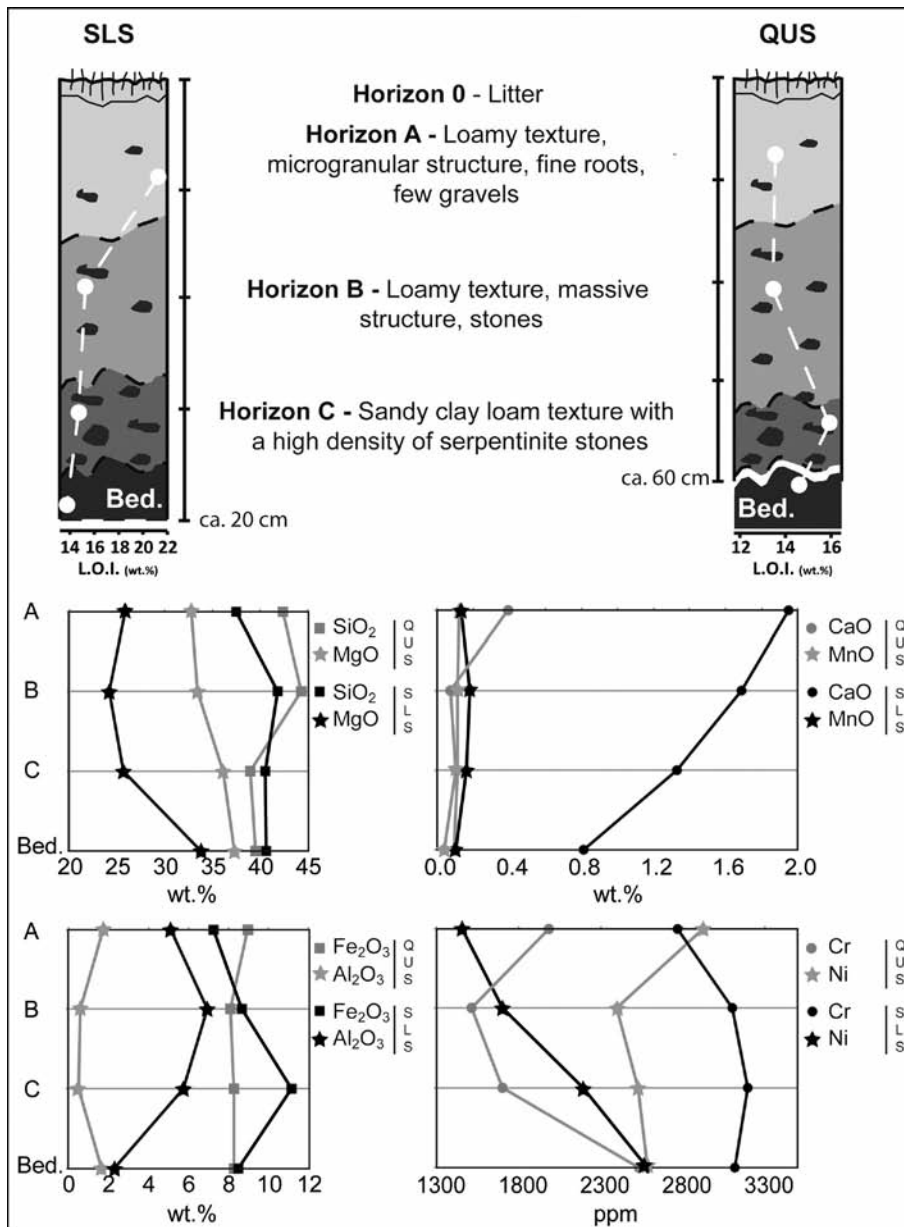 SLS
QUS
Horizon 0 - Litter
Horizon A - Loamy texture,
microgranular structure, fine roots,
few gravels
Horizon B - Loamy texture, massive
structure, stones
Horizon C - Sandy clay loam texture with
a high density of serpentinite stones
Bed.
ca. 20 cm
14 16 18 20 22
L.O.I. (wt.%)
ca. 60 cm
Bed.
12 14 16
L.O.I. (wt.%)
A
B
C
Bed.
20 25 30 35 40 45
wt.%
SiO₂
MgO
QUS
SiO₂
MgO
SLS
0.0 0.4 0.8 1.2 1.6 2.0
wt.%
CaO
MnO
QUS
CaO
MnO
SLS
A
B
C
Bed.
0 2 4 6 8 10 12
wt.%
Fe₂O₃
Al₂O₃
QUS
Fe₂O₃
Al₂O₃
SLS
1300 1800 2300 2800 3300
ppm
Cr
Ni
QUS
Cr
Ni
SLS